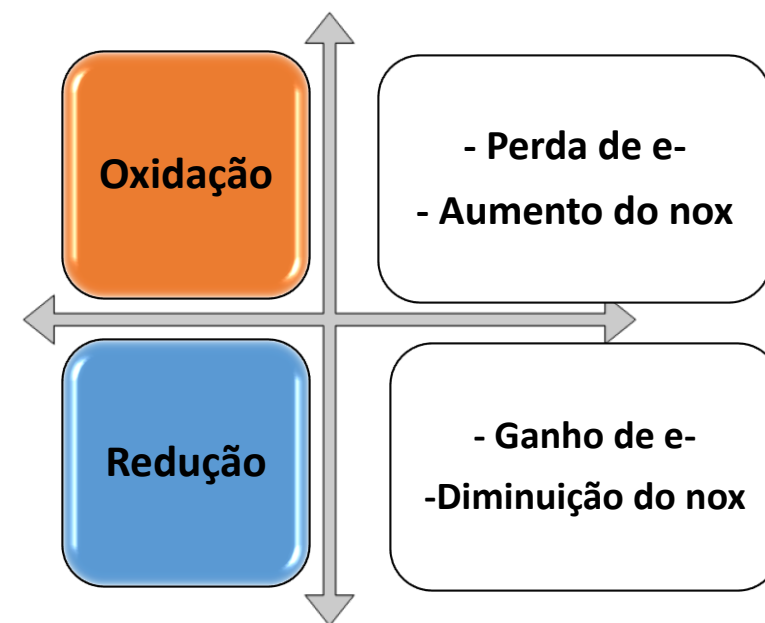 Oxidação
- Perda de e-
- Aumento do nox
Redução
- Ganho de e-
-Diminuição do nox